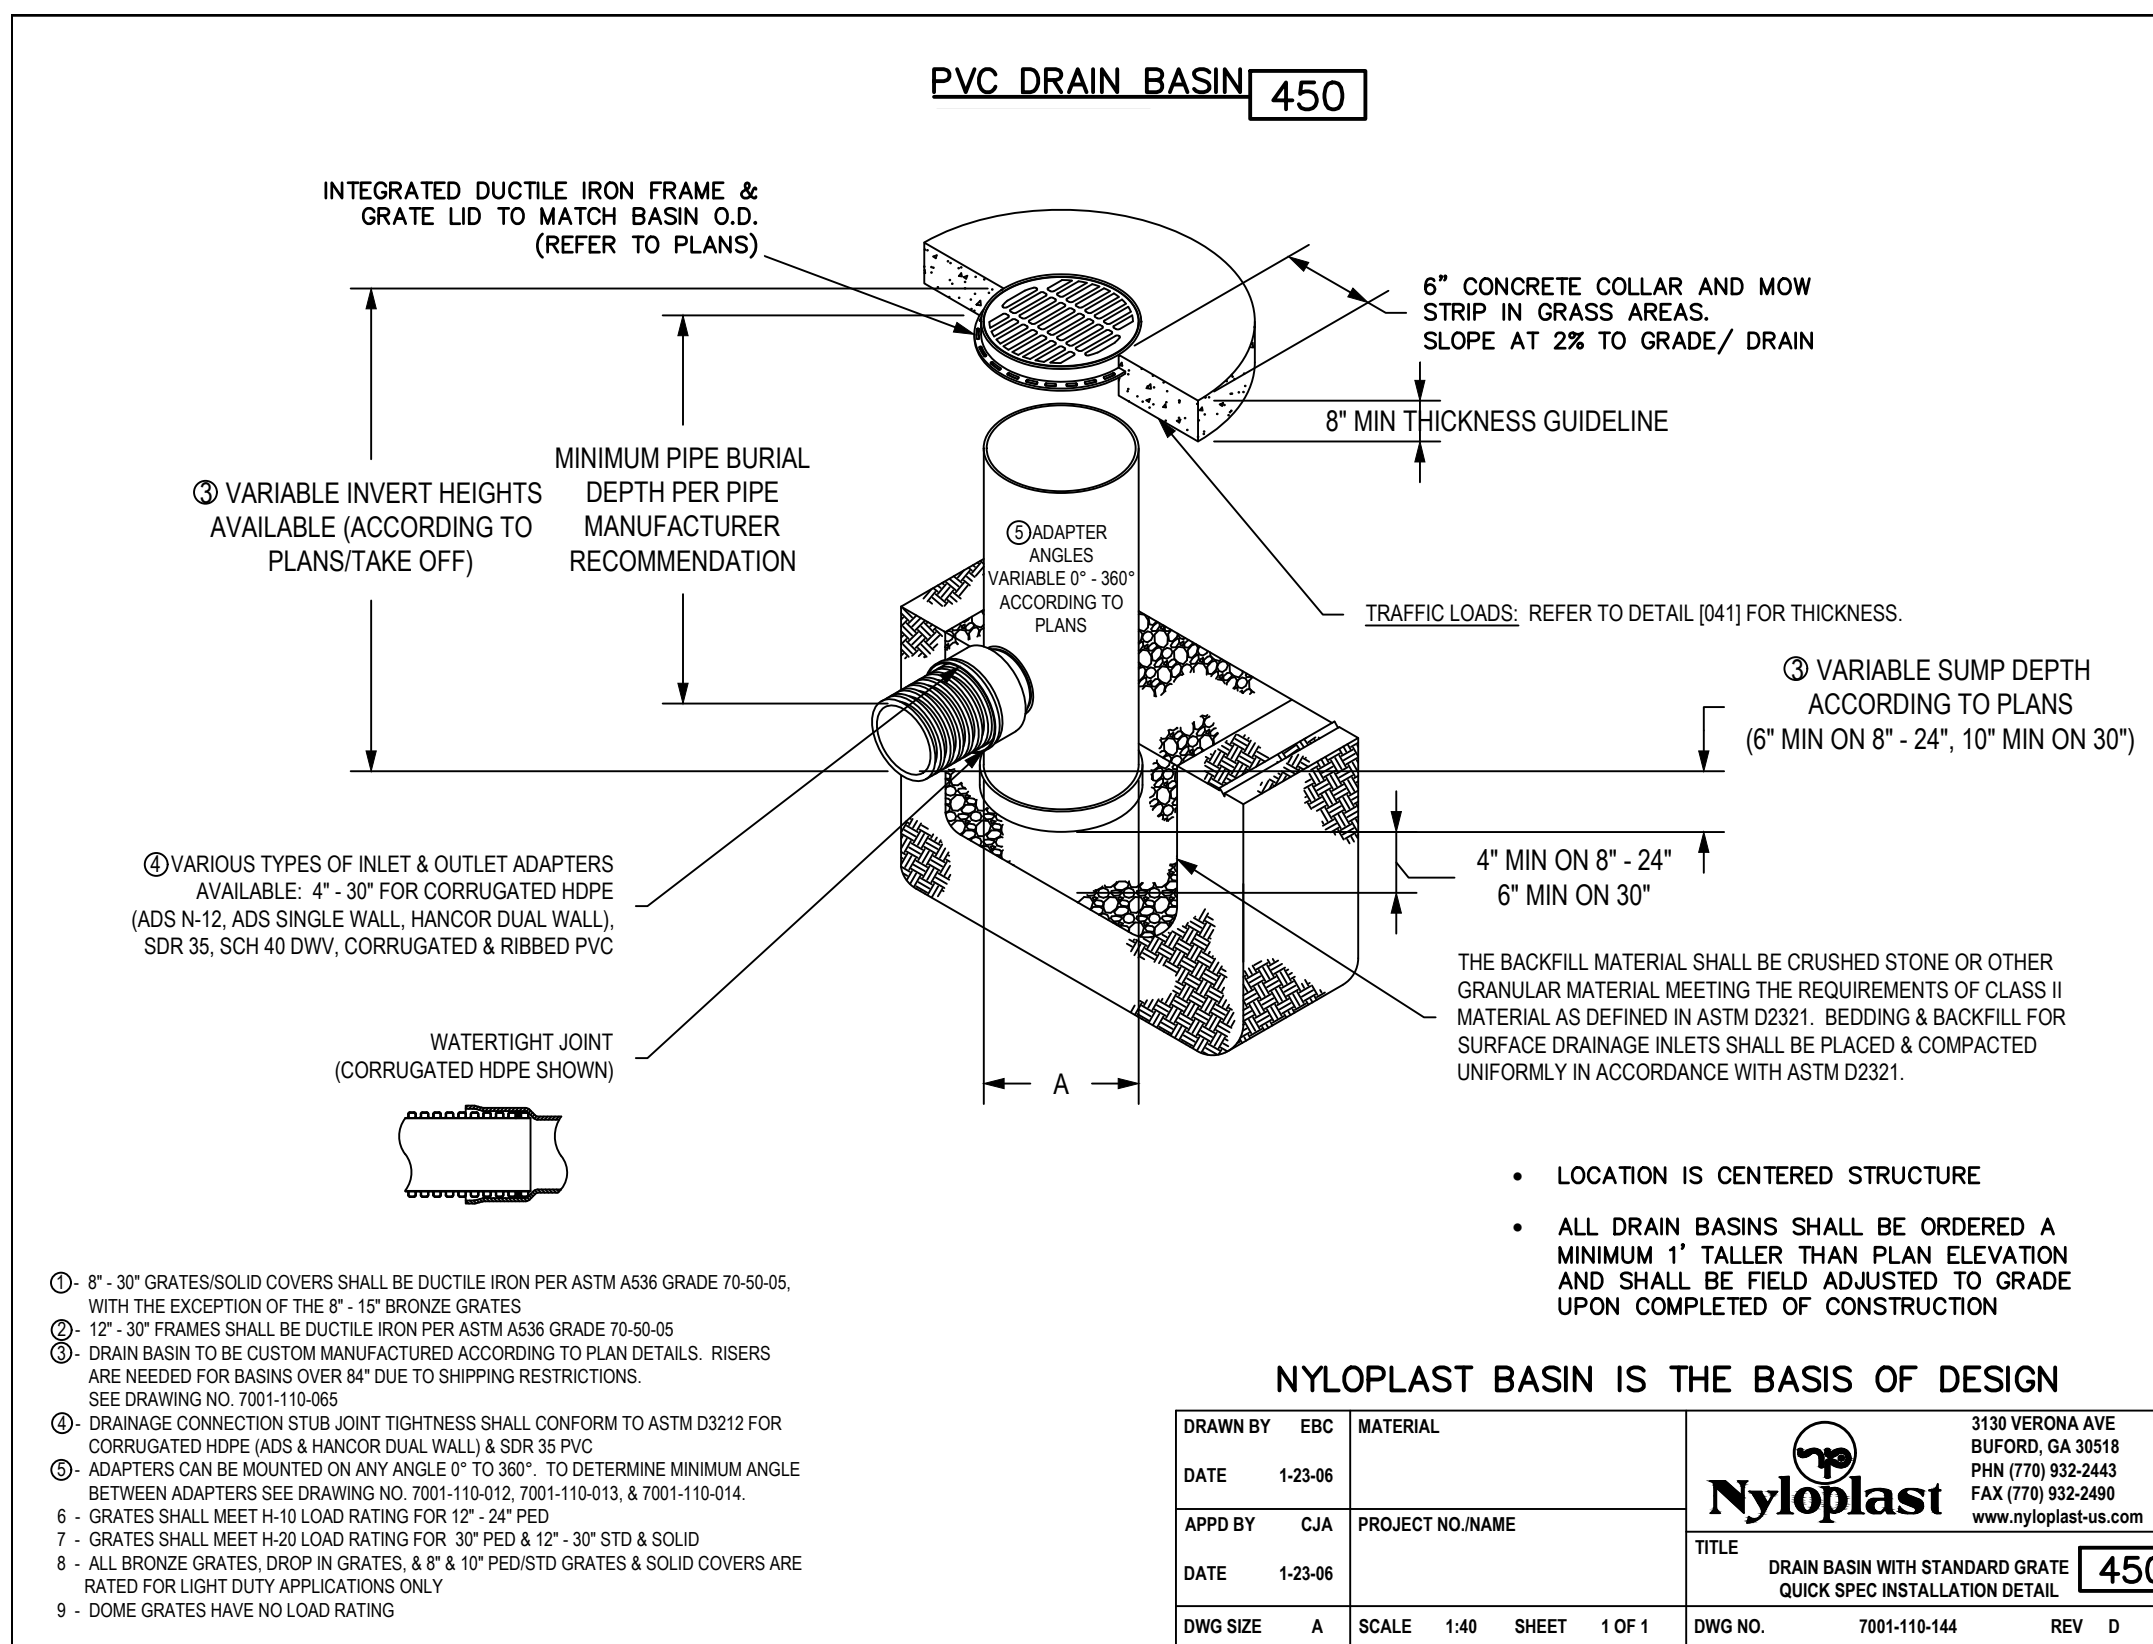 PVC DRAIN BASIN 450
INTEGRATED DUCTILE IRON FRAME &
GRATE LID TO MATCH BASIN O.D.
(REFER TO PLANS)
6" CONCRETE COLLAR AND MOW
STRIP IN GRASS AREAS.
SLOPE AT 2% TO GRADE/ DRAIN
8" MIN THICKNESS GUIDELINE
③ VARIABLE INVERT HEIGHTS
AVAILABLE (ACCORDING TO
PLANS/TAKE OFF)
MINIMUM PIPE BURIAL
DEPTH PER PIPE
MANUFACTURER
RECOMMENDATION
⑤ ADAPTER
ANGLES
VARIABLE 0° - 360°
ACCORDING TO
PLANS
TRAFFIC LOADS: REFER TO DETAIL [041] FOR THICKNESS.
③ VARIABLE SUMP DEPTH
ACCORDING TO PLANS
(6" MIN ON 8" - 24", 10" MIN ON 30")
4" MIN ON 8" - 24"
6" MIN ON 30"
④ VARIOUS TYPES OF INLET & OUTLET ADAPTERS
AVAILABLE: 4" - 30" FOR CORRUGATED HDPE
(ADS N-12, ADS SINGLE WALL, HANCOR DUAL WALL),
SDR 35, SCH 40 DWV, CORRUGATED & RIBBED PVC
THE BACKFILL MATERIAL SHALL BE CRUSHED STONE OR OTHER
GRANULAR MATERIAL MEETING THE REQUIREMENTS OF CLASS II
MATERIAL AS DEFINED IN ASTM D2321. BEDDING & BACKFILL FOR
SURFACE DRAINAGE INLETS SHALL BE PLACED & COMPACTED
UNIFORMLY IN ACCORDANCE WITH ASTM D2321.
WATERTIGHT JOINT
(CORRUGATED HDPE SHOWN)
A
• LOCATION IS CENTERED STRUCTURE
• ALL DRAIN BASINS SHALL BE ORDERED A
MINIMUM 1' TALLER THAN PLAN ELEVATION
AND SHALL BE FIELD ADJUSTED TO GRADE
UPON COMPLETED OF CONSTRUCTION
① - 8" - 30" GRATES/SOLID COVERS SHALL BE DUCTILE IRON PER ASTM A536 GRADE 70-50-05,
WITH THE EXCEPTION OF THE 8" - 15" BRONZE GRATES
② - 12" - 30" FRAMES SHALL BE DUCTILE IRON PER ASTM A536 GRADE 70-50-05
③ - DRAIN BASIN TO BE CUSTOM MANUFACTURED ACCORDING TO PLAN DETAILS. RISERS
ARE NEEDED FOR BASINS OVER 84" DUE TO SHIPPING RESTRICTIONS.
SEE DRAWING NO. 7001-110-065
④ - DRAINAGE CONNECTION STUB JOINT TIGHTNESS SHALL CONFORM TO ASTM D3212 FOR
CORRUGATED HDPE (ADS & HANCOR DUAL WALL) & SDR 35 PVC
⑤ - ADAPTERS CAN BE MOUNTED ON ANY ANGLE 0° TO 360°. TO DETERMINE MINIMUM ANGLE
BETWEEN ADAPTERS SEE DRAWING NO. 7001-110-012, 7001-110-013, & 7001-110-014.
6 - GRATES SHALL MEET H-10 LOAD RATING FOR 12" - 24" PED
7 - GRATES SHALL MEET H-20 LOAD RATING FOR 30" PED & 12" - 30" STD & SOLID
8 - ALL BRONZE GRATES, DROP IN GRATES, & 8" & 10" PED/STD GRATES & SOLID COVERS ARE
RATED FOR LIGHT DUTY APPLICATIONS ONLY
9 - DOME GRATES HAVE NO LOAD RATING
NYLOPLAST BASIN IS THE BASIS OF DESIGN
DRAWN BY EBC
DATE 1-23-06
MATERIAL
APPD BY CJA
DATE 1-23-06
PROJECT NO./NAME
DWG SIZE A
SCALE 1:40 SHEET 1 OF 1
Nyloplast
3130 VERONA AVE
BUFORD, GA 30518
PHN (770) 932-2443
FAX (770) 932-2490
www.nyloplast-us.com
TITLE
DRAIN BASIN WITH STANDARD GRATE
QUICK SPEC INSTALLATION DETAIL
450
DWG NO. 7001-110-144 REV D